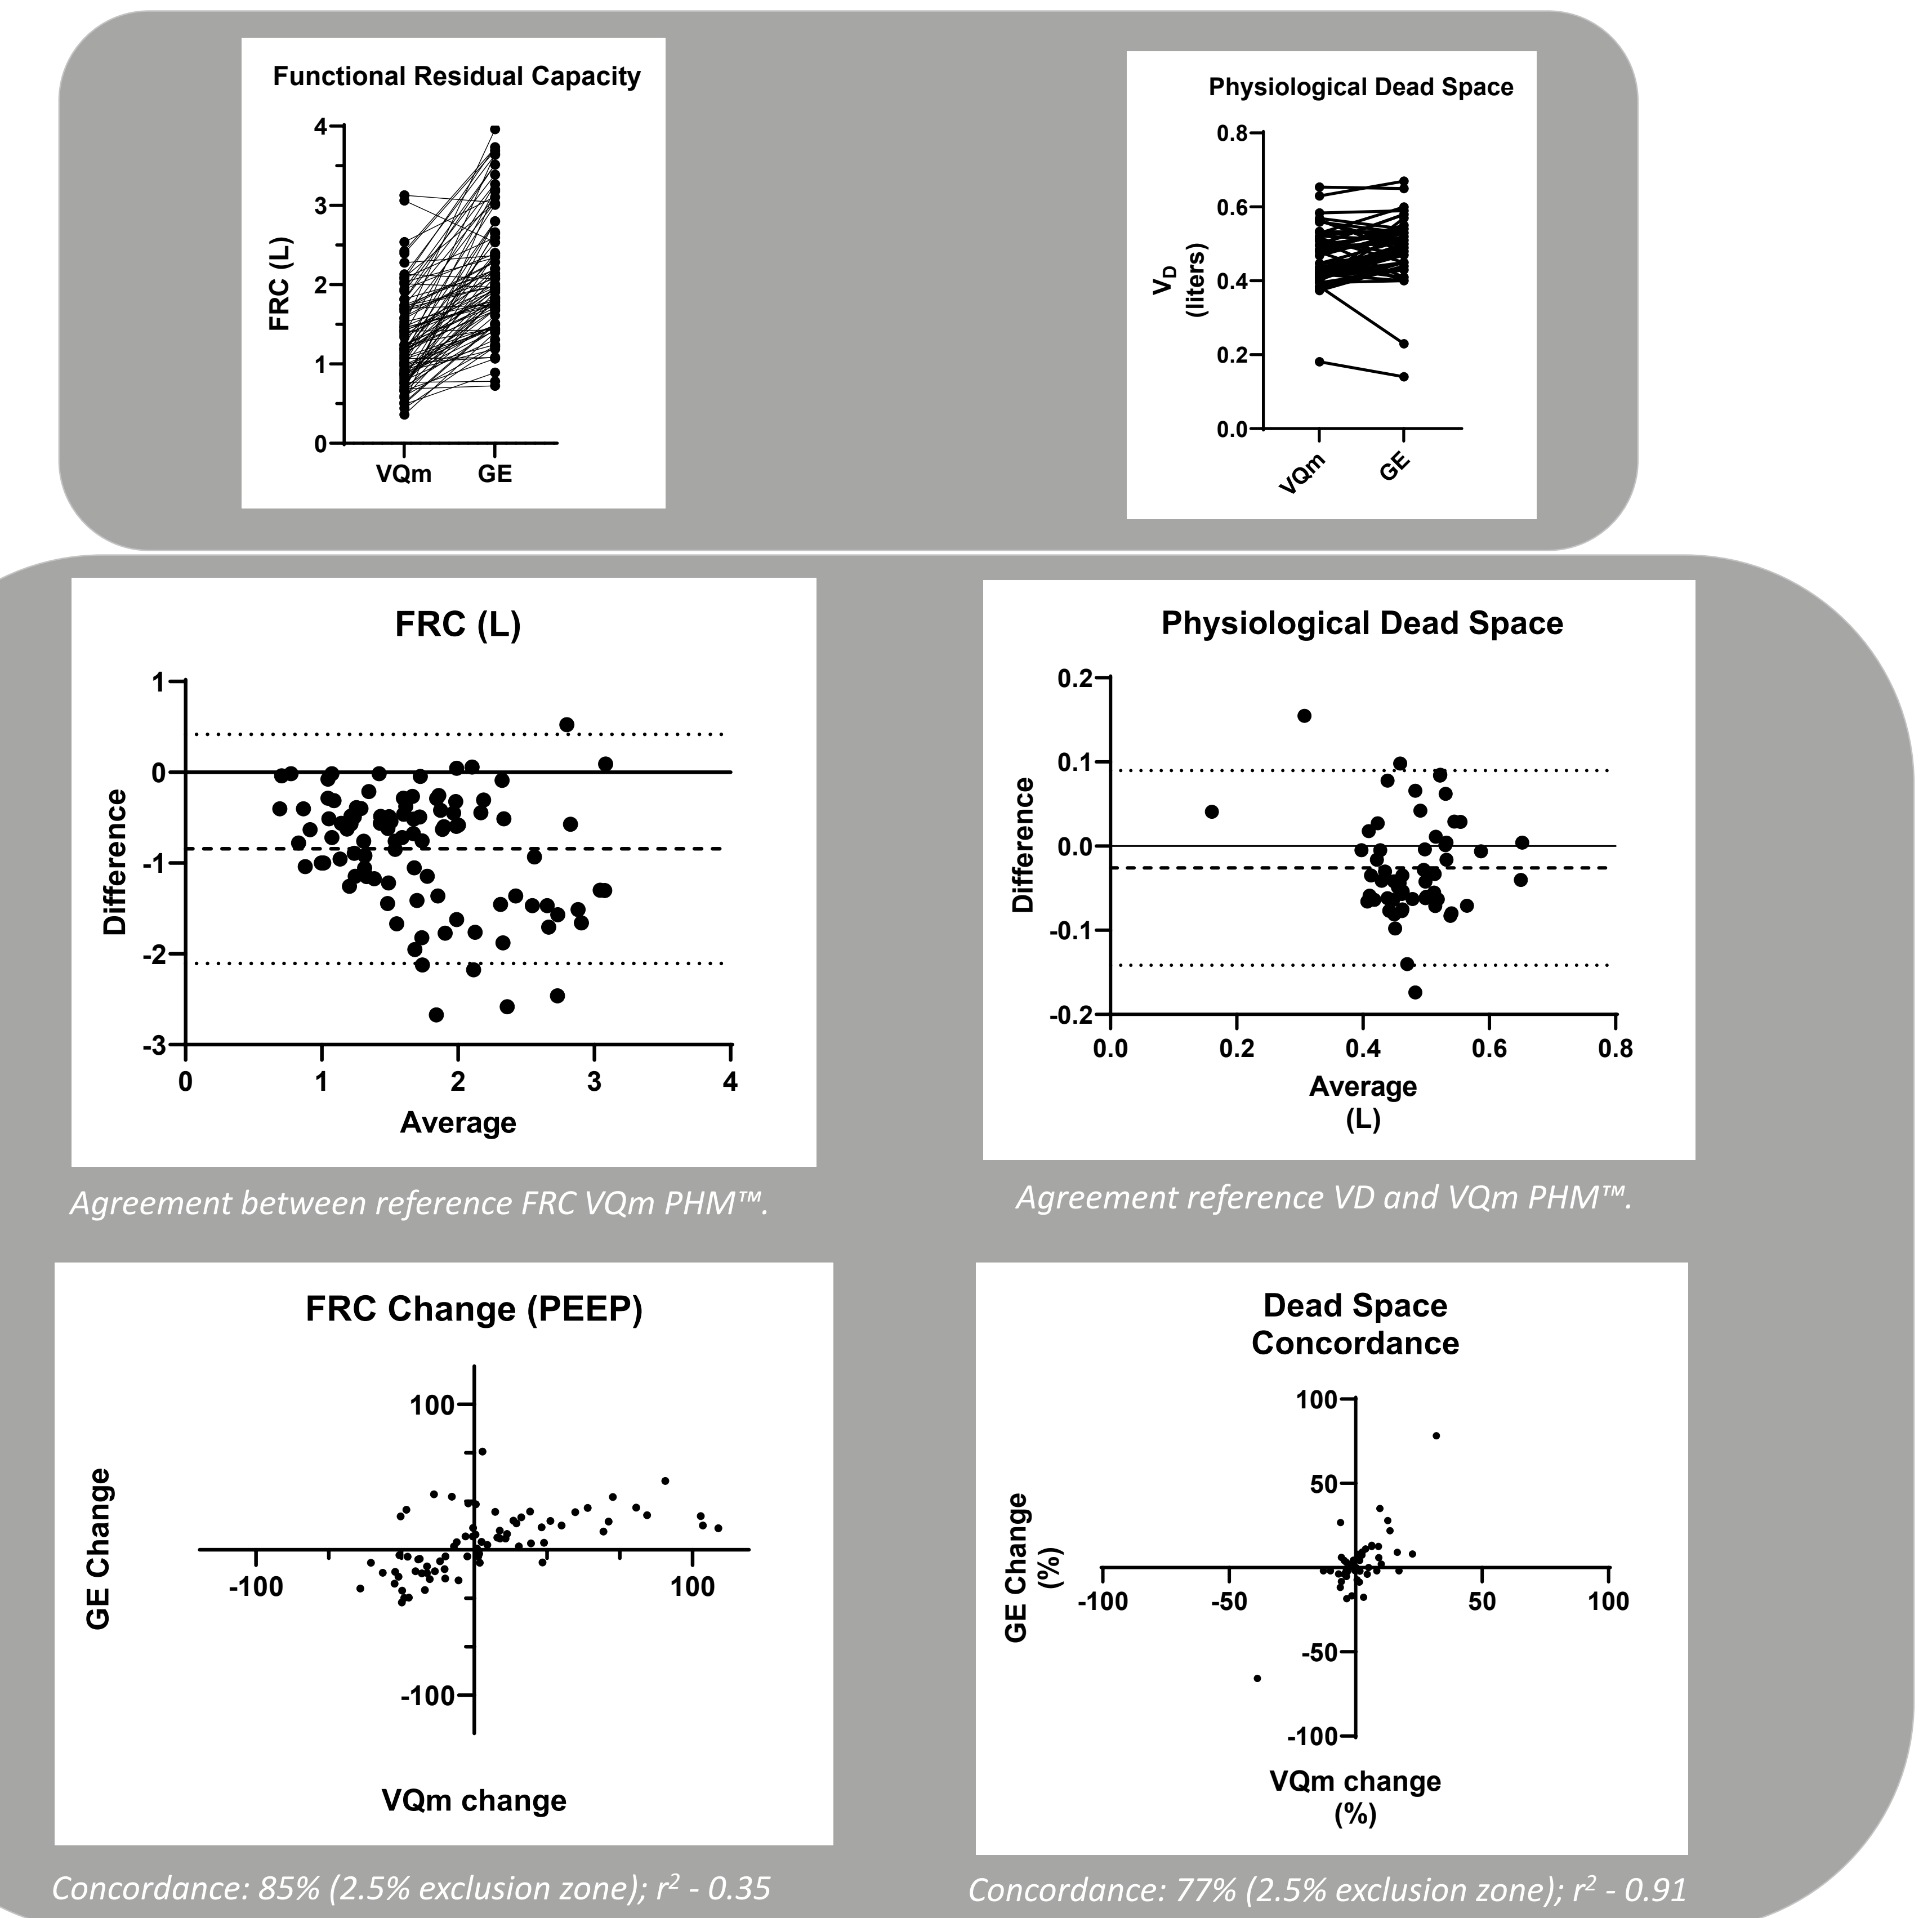 Functional Residual Capacity
4
3
2
1
0
FRC (L)
VQm GE
Physiological Dead Space
0.8
0.6
0.4
0.2
0.0
VD
(liters)
VQm GE
FRC (L)
1
0
-1
-2
-3
Difference
0 1 2 3 4
Average
Physiological Dead Space
0.2
0.1
0.0
-0.1
-0.2
Difference
0.0 0.2 0.4 0.6 0.8
Average
(L)
Agreement between reference FRC VQm PHM™.
Agreement reference VD and VQm PHM™.
FRC Change (PEEP)
100
GE Change
-100 100
-100
VQm change
Dead Space
Concordance
100
50
GE Change
(%)
-100 -50 50 100
-50
-100
VQm change
(%)
Concordance: 85% (2.5% exclusion zone); r² - 0.35
Concordance: 77% (2.5% exclusion zone); r² - 0.91